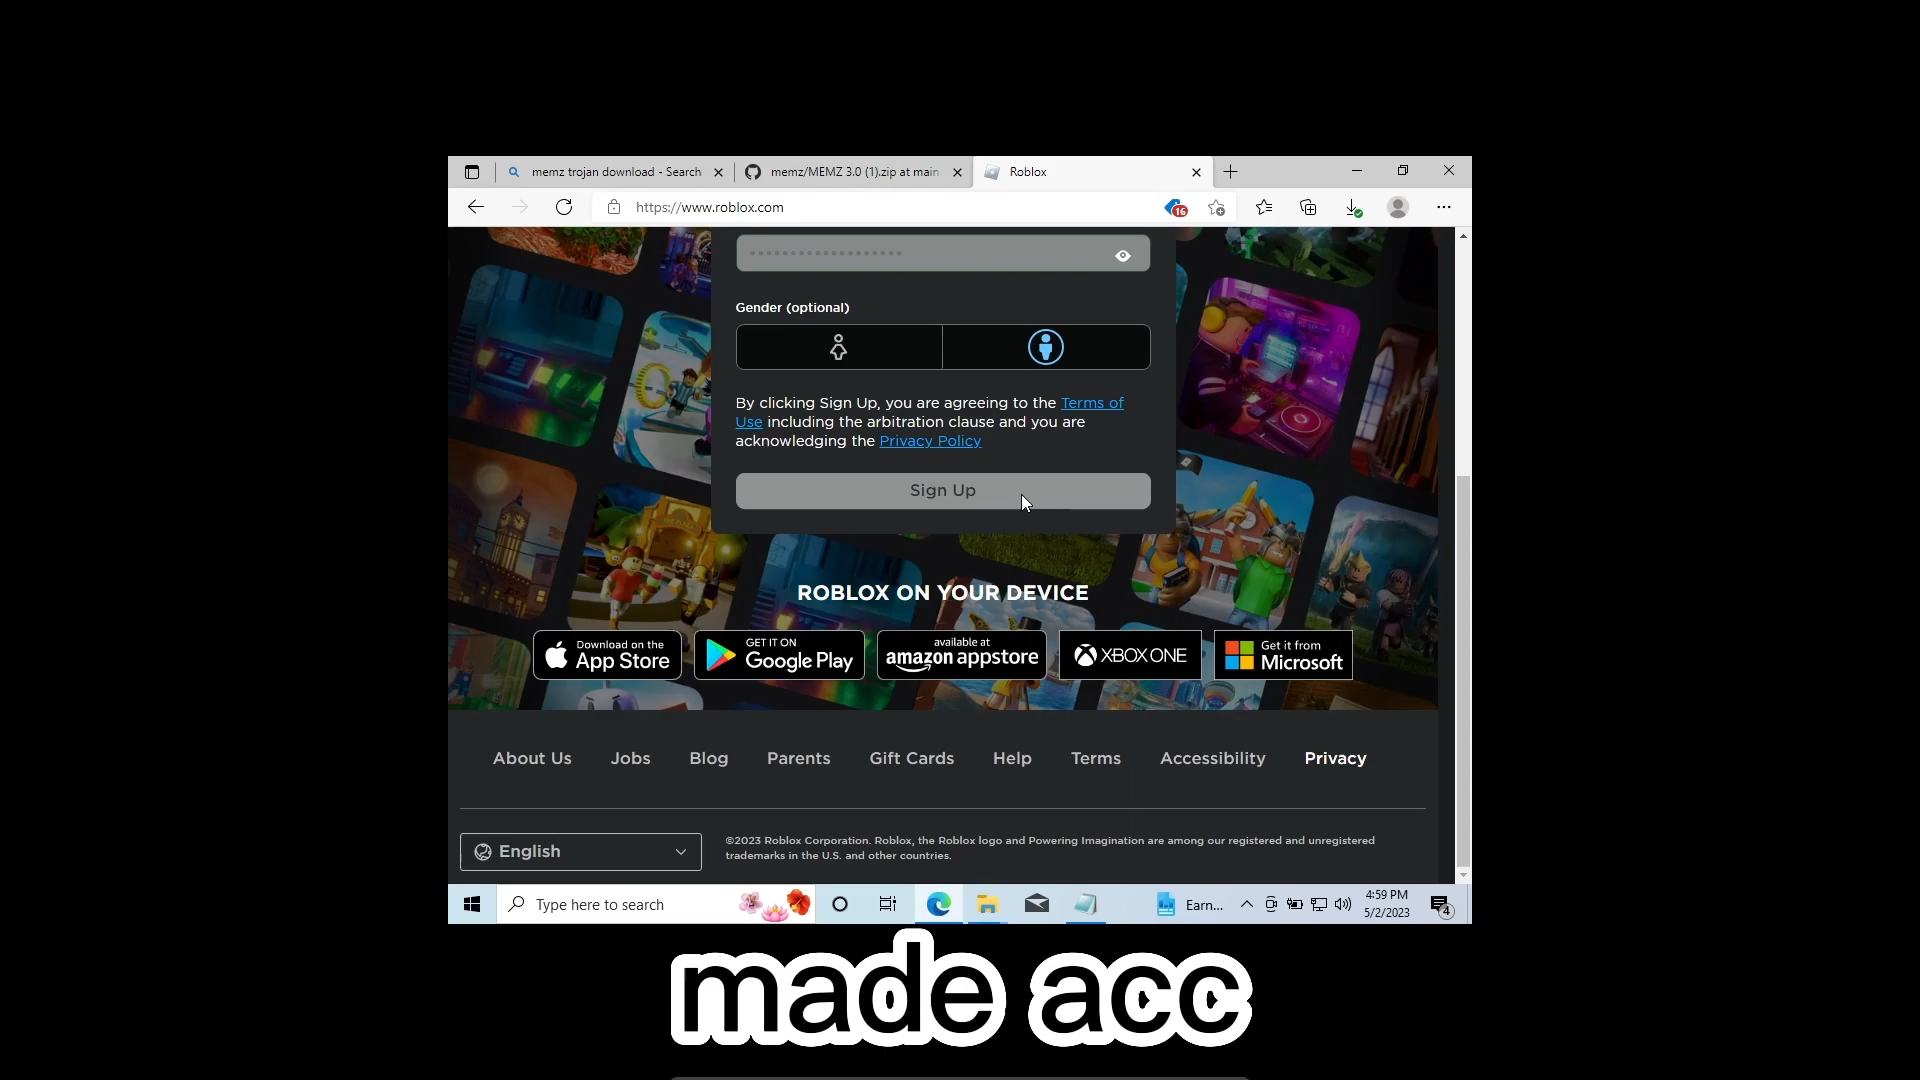 memz trojan download - Search
memz/MEMZ 3.0 (1).zip at main
Roblox
https://www.roblox.com
16
Gender (optional)
By clicking Sign Up, you are agreeing to the Terms of
Use including the arbitration clause and you are
acknowledging the Privacy Policy
Sign Up
ROBLOX ON YOUR DEVICE
Download on the
App Store
GET IT ON
Google Play
available at
amazon appstore
XBOX ONE
Get it from
Microsoft
About Us Jobs Blog Parents Gift Cards Help Terms Accessibility Privacy
English
©2023 Roblox Corporation. Roblox, the Roblox logo and Powering Imagination are among our registered and unregistered
trademarks in the U.S. and other countries.
Type here to search
Earn...
4:59 PM
5/2/2023
4
made acc